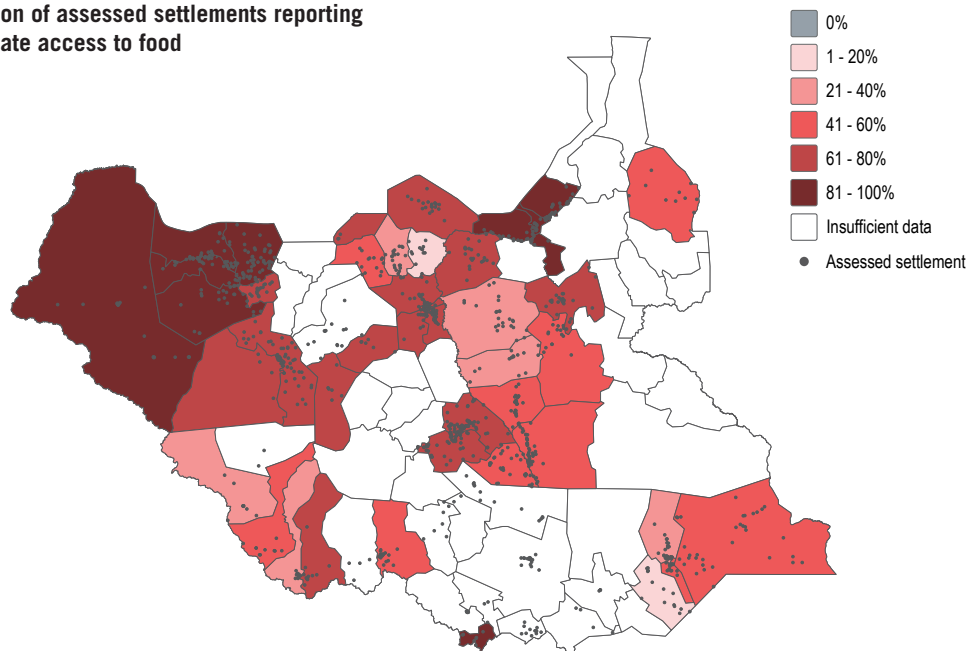 on of assessed settlements reporting
ate access to food
0%
1 - 20%
21 - 40%
41 - 60%
61 - 80%
81 - 100%
Insufficient data
Assessed settlement